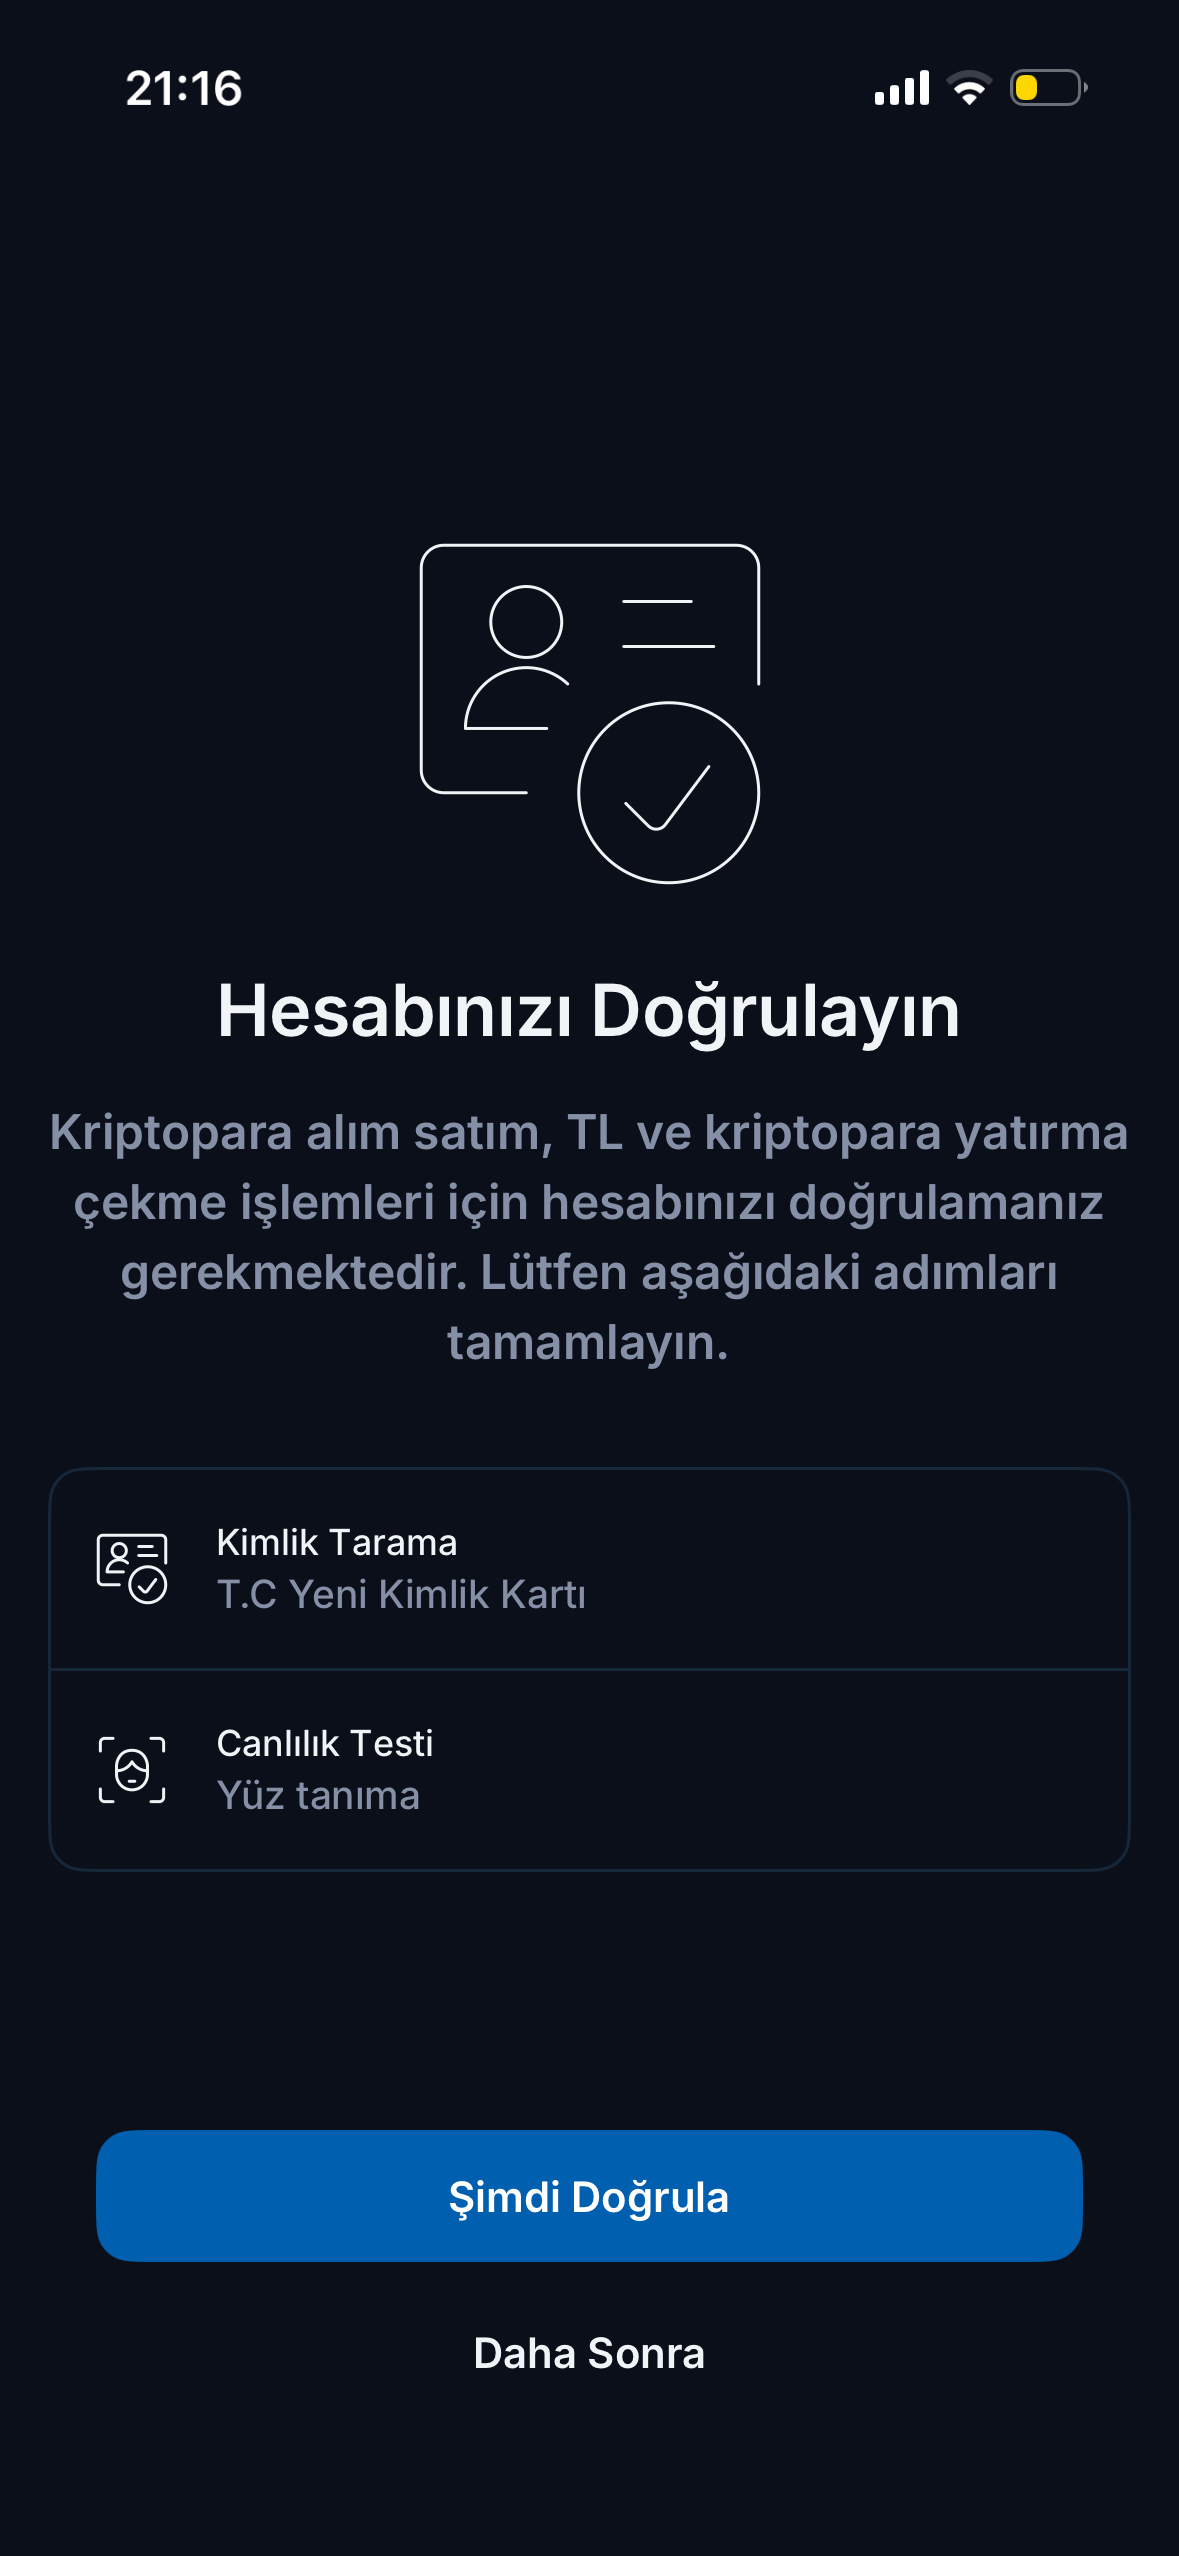 21:16
Hesabınızı Doğrulayın
Kriptopara alım satım, TL ve kriptopara yatırma
çekme işlemleri için hesabınızı doğrulamanız
gerekmektedir. Lütfen aşağıdaki adımları
tamamlayın.
Kimlik Tarama
T.C Yeni Kimlik Kartı
Canlılık Testi
Yüz tanıma
Şimdi Doğrula
Daha Sonra